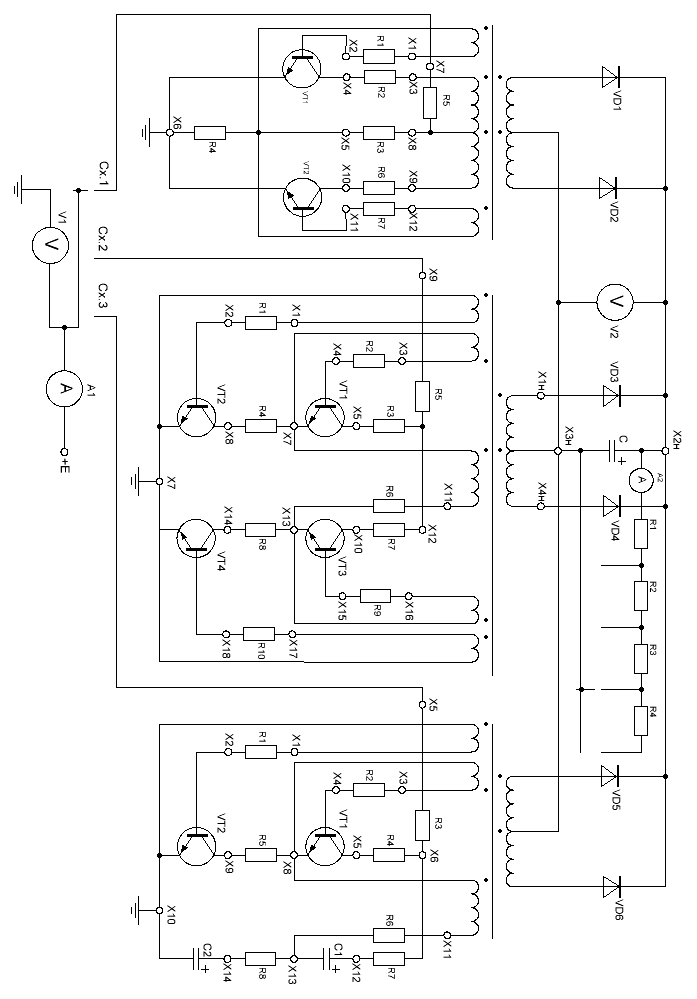 Сх.1
X2
R1
X1
X7
VT1
X4
R2
X3
R5
VD1
X6
R4
X5
R3
X8
VT2
X10
R6
X9
X11
R7
X12
VD2
V1
V
Сх.2
X9
V
V2
Сх.3
A1
A
+E
X2
R1
X1
X4
R2
X3
VT2
VT1
X8
R4
X7
X5
R3
R5
X1н
VD3
X3н
C
+
X2н
A2
A
X4н
VD4
R1
R2
R3
R4
X7
R6
X11
X14
R8
X13
X10
R7
X12
VT4
VT3
X15
R9
X16
X18
R10
X17
X5
X2
R1
X1
X4
R2
X3
VT2
VT1
R3
X9
R5
X8
X5
R4
X6
VD5
VD6
X10
R6
X11
C2
+
X14
R8
X13
C1
+
X12
R7